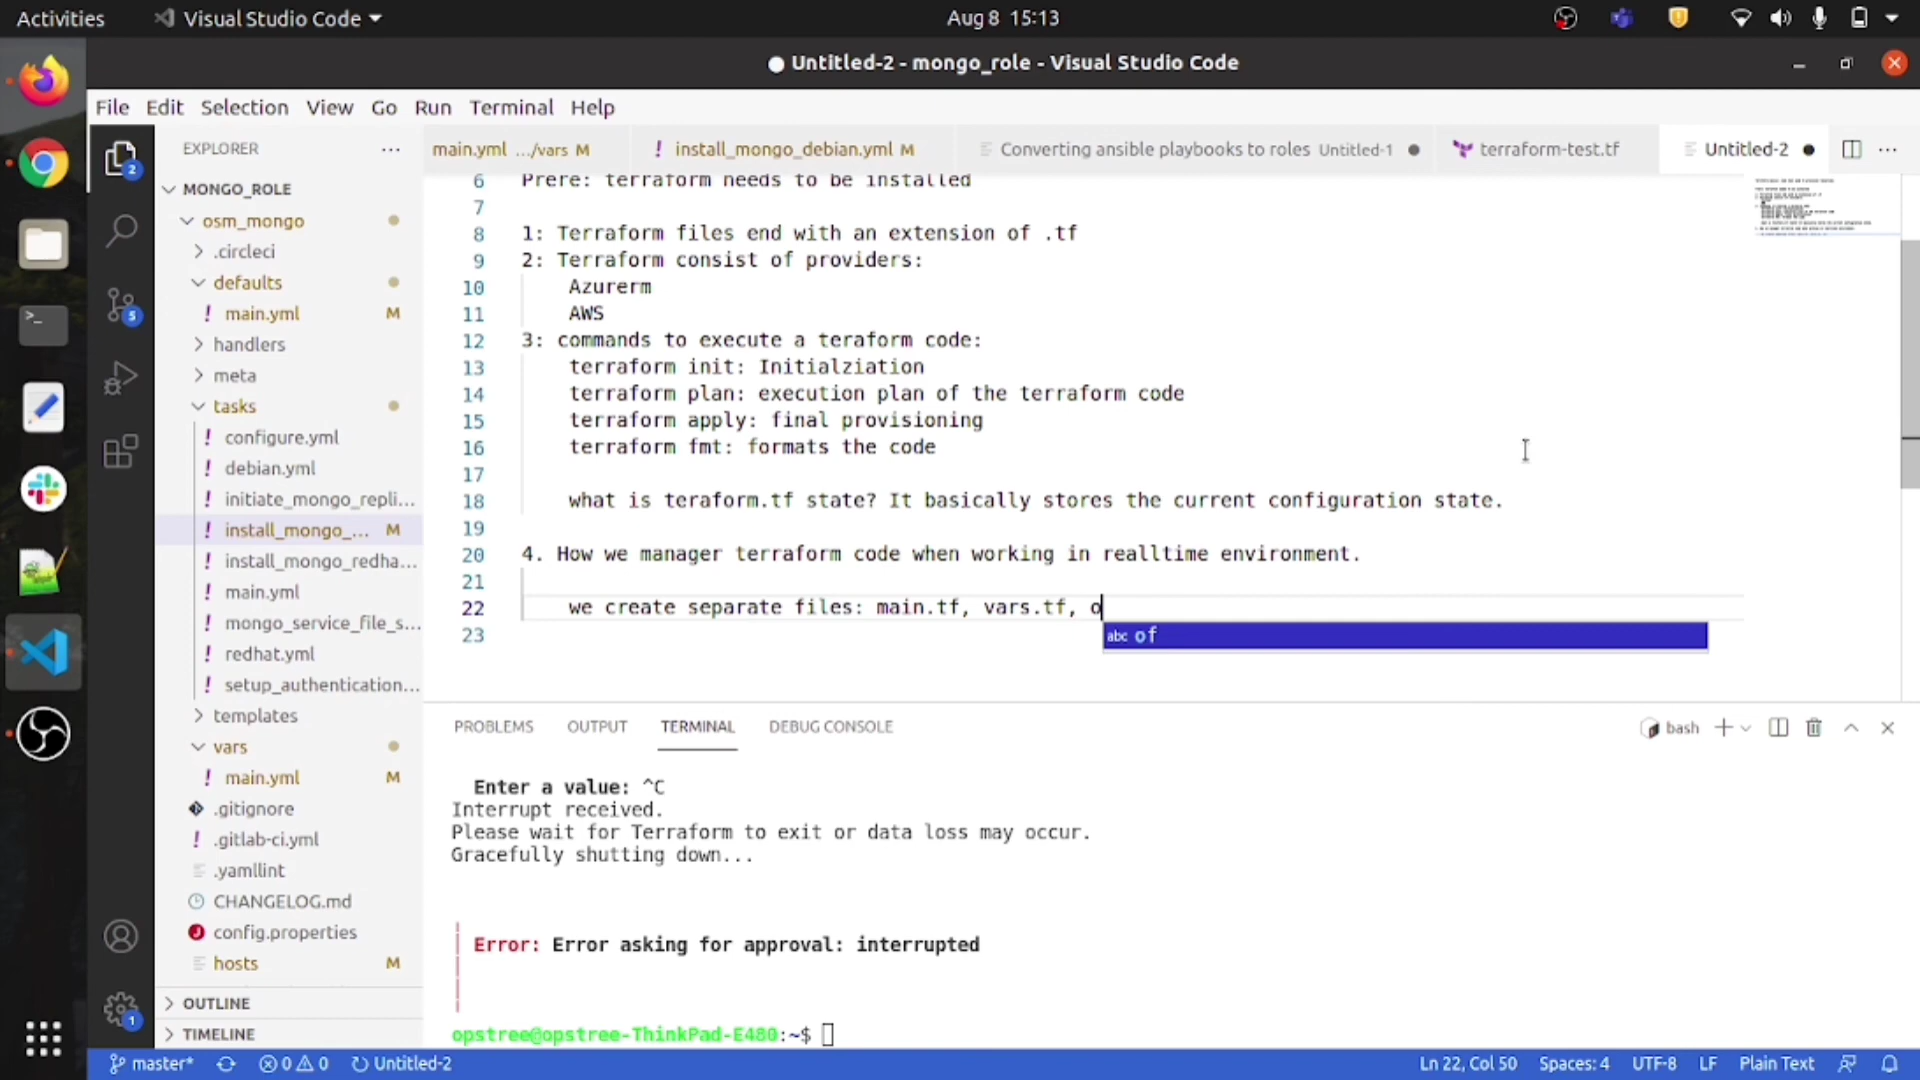 Activities
Visual Studio Code
Aug 8 15:13
Untitled-2 - mongo_role - Visual Studio Code
File Edit Selection View Go Run Terminal Help
EXPLORER
main.yml .../vars M
! install_mongo_debian.yml M
Converting ansible playbooks to roles Untitled-1
terraform-test.tf
Untitled-2
MONGO_ROLE
osm_mongo
.circleci
defaults
! main.yml M
handlers
meta
tasks
! configure.yml
! debian.yml
! initiate_mongo_repli...
! install_mongo_... M
! install_mongo_redha...
! main.yml
! mongo_service_file_s...
! redhat.yml
! setup_authentication...
templates
vars
! main.yml M
.gitignore
! .gitlab-ci.yml
.yamllint
CHANGELOG.md
config.properties
hosts M
OUTLINE
TIMELINE
2
5
1
6 Prere: terraform needs to be installed
7
8 1: Terraform files end with an extension of .tf
9 2: Terraform consist of providers:
10 Azurerm
11 AWS
12 3: commands to execute a teraform code:
13 terraform init: Initialziation
14 terraform plan: execution plan of the terraform code
15 terraform apply: final provisioning
16 terraform fmt: formats the code
17
18 what is teraform.tf state? It basically stores the current configuration state.
19
20 4. How we manager terraform code when working in realltime environment.
21
22 we create separate files: main.tf, vars.tf, o
abc of
23
PROBLEMS OUTPUT TERMINAL DEBUG CONSOLE
bash
Enter a value: ^C
Interrupt received.
Please wait for Terraform to exit or data loss may occur.
Gracefully shutting down...
Error: Error asking for approval: interrupted
opstree@opstree-ThinkPad-E480:~$
master* 0 0 Untitled-2
Ln 22, Col 50 Spaces: 4 UTF-8 LF Plain Text